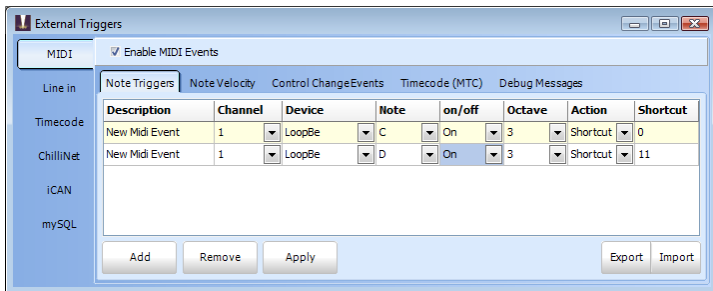 External Triggers
MIDI
Enable MIDI Events
Line in
Timecode
ChilliNet
iCAN
mySQL
Note Triggers Note Velocity Control ChangeEvents Timecode (MTC) Debug Messages
Description Channel Device Note on/off Octave Action Shortcut
New Midi Event 1 LoopBe C On 3 Shortcut 0
New Midi Event 1 LoopBe D On 3 Shortcut 11
Add Remove Apply Export Import